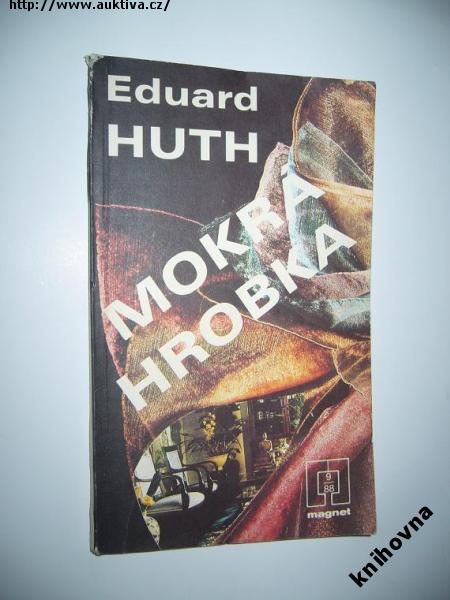 http://www.auktiva.cz/
Eduard
HUTH
MOKRÁ
HROBKA
9
88
magnet
knihovna